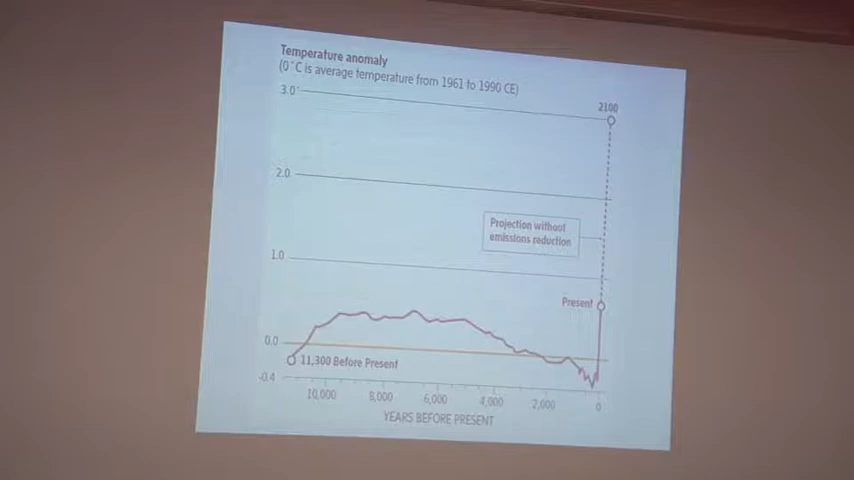 Temperature anomaly
(0°C is average temperature from 1961 to 1990 CE)
3.0°
2100
2.0
Projection without
emissions reduction
1.0
Present
0.0
11,300 Before Present
-0.4
10,000 8,000 6,000 4,000 2,000 0
YEARS BEFORE PRESENT